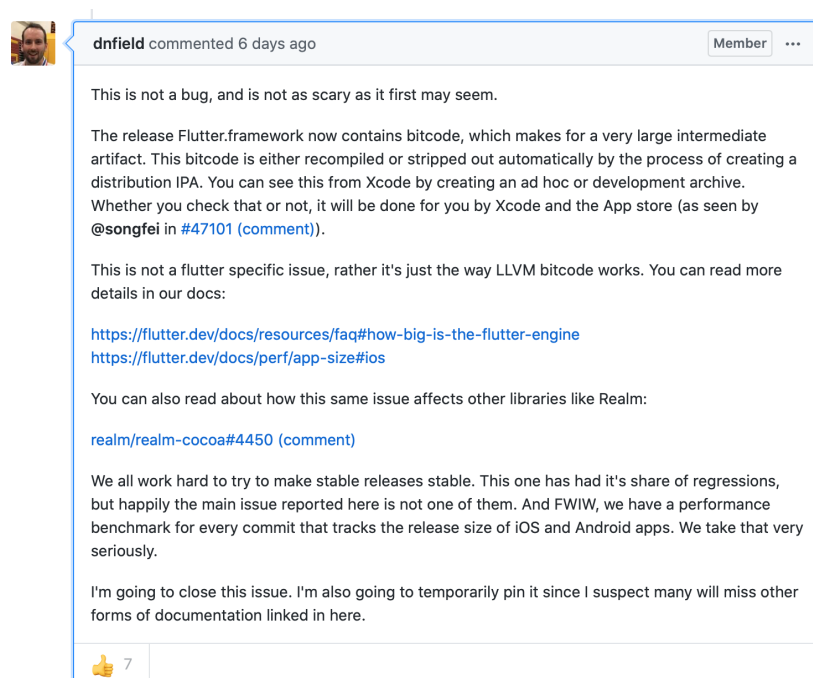 dnfield commented 6 days ago
Member
This is not a bug, and is not as scary as it first may seem.
The release Flutter.framework now contains bitcode, which makes for a very large intermediate
artifact. This bitcode is either recompiled or stripped out automatically by the process of creating a
distribution IPA. You can see this from Xcode by creating an ad hoc or development archive.
Whether you check that or not, it will be done for you by Xcode and the App store (as seen by
@songfei in #47101 (comment)).
This is not a flutter specific issue, rather it's just the way LLVM bitcode works. You can read more
details in our docs:
https://flutter.dev/docs/resources/faq#how-big-is-the-flutter-engine
https://flutter.dev/docs/perf/app-size#ios
You can also read about how this same issue affects other libraries like Realm:
realm/realm-cocoa#4450 (comment)
We all work hard to try to make stable releases stable. This one has had it's share of regressions,
but happily the main issue reported here is not one of them. And FWIW, we have a performance
benchmark for every commit that tracks the release size of iOS and Android apps. We take that very
seriously.
I'm going to close this issue. I'm also going to temporarily pin it since I suspect many will miss other
forms of documentation linked in here.
7